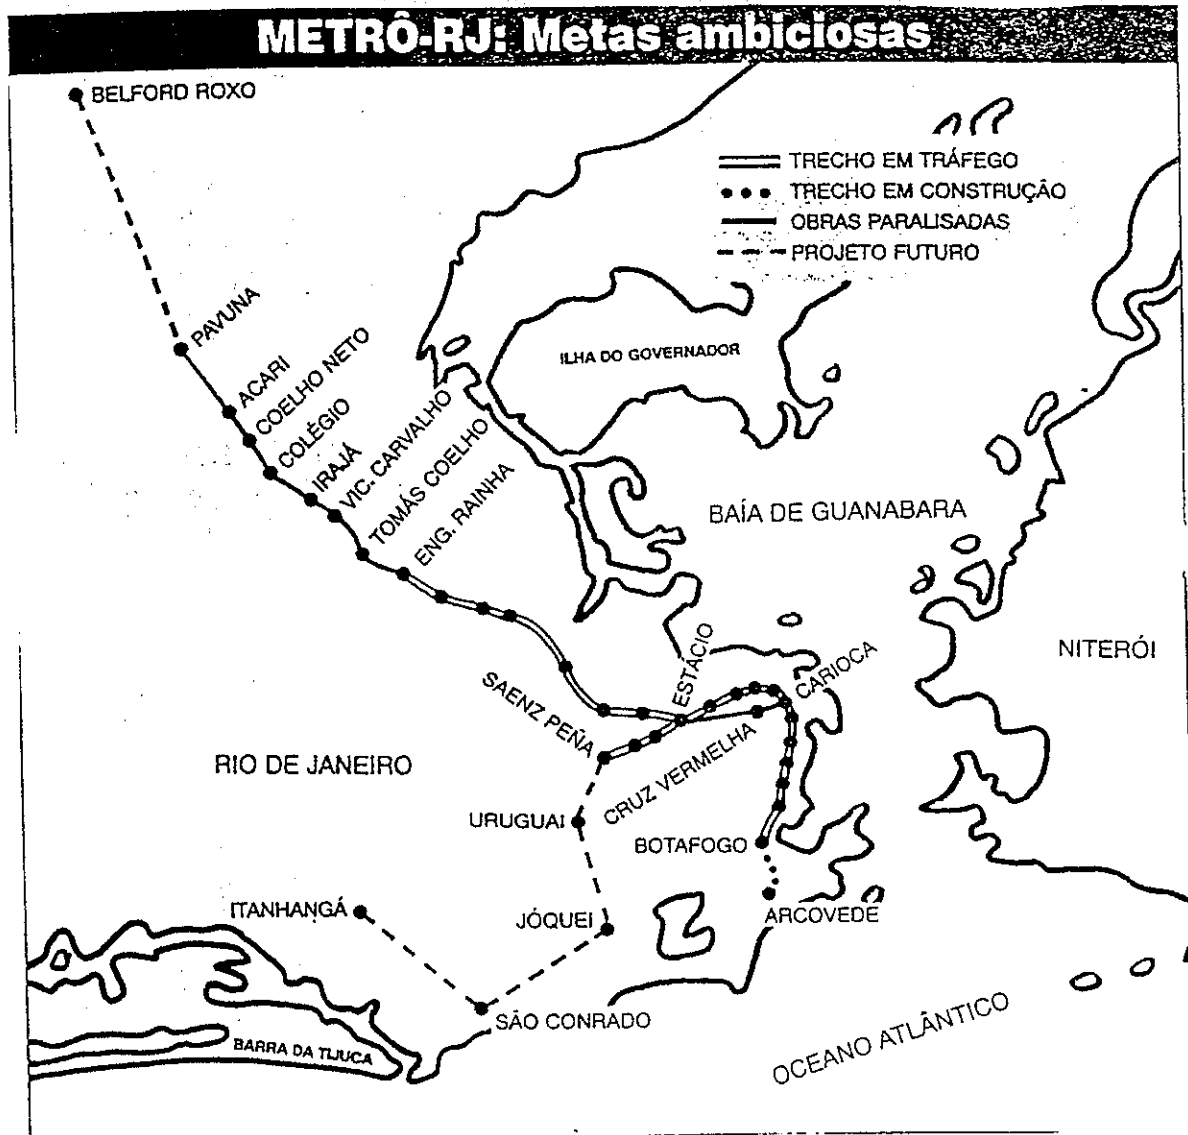 METRÔ-RJ: Metas ambiciosas
BELFORD ROXO
TRECHO EM TRÁFEGO
TRECHO EM CONSTRUÇÃO
OBRAS PARALISADAS
PROJETO FUTURO
PAVUNA
ACARI
COELHO NETO
COLÉGIO
IRAJÁ
VIC. CARVALHO
TOMÁS COELHO
ENG. RAINHA
ILHA DO GOVERNADOR
BAÍA DE GUANABARA
NITERÓI
ESTÁCIO
CARIOCA
SAENZ PEÑA
CRUZ VERMELHA
RIO DE JANEIRO
URUGUAI
BOTAFOGO
ITANHANGÁ
JÓQUEI
ARCOVEDE
SÃO CONRADO
BARRA DA TIJUCA
OCEANO ATLÂNTICO